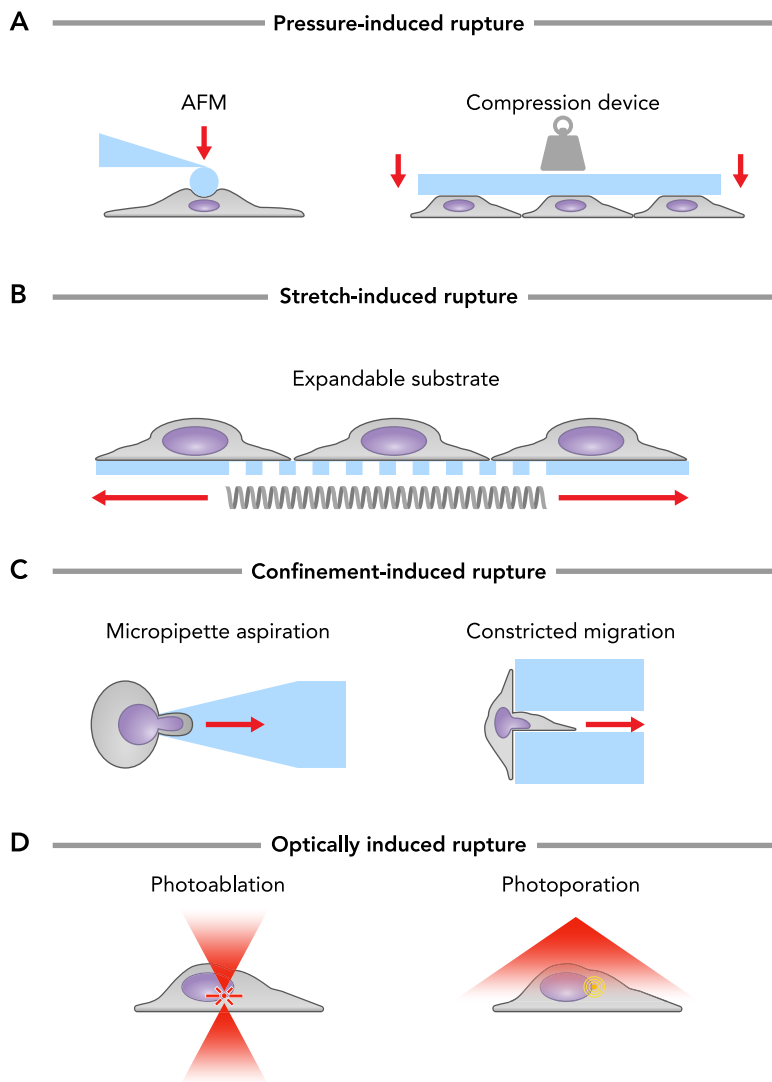 A
Pressure-induced rupture
AFM
Compression device
B
Stretch-induced rupture
Expandable substrate
C
Confinement-induced rupture
Micropipette aspiration
Constricted migration
D
Optically induced rupture
Photoablation
Photoporation